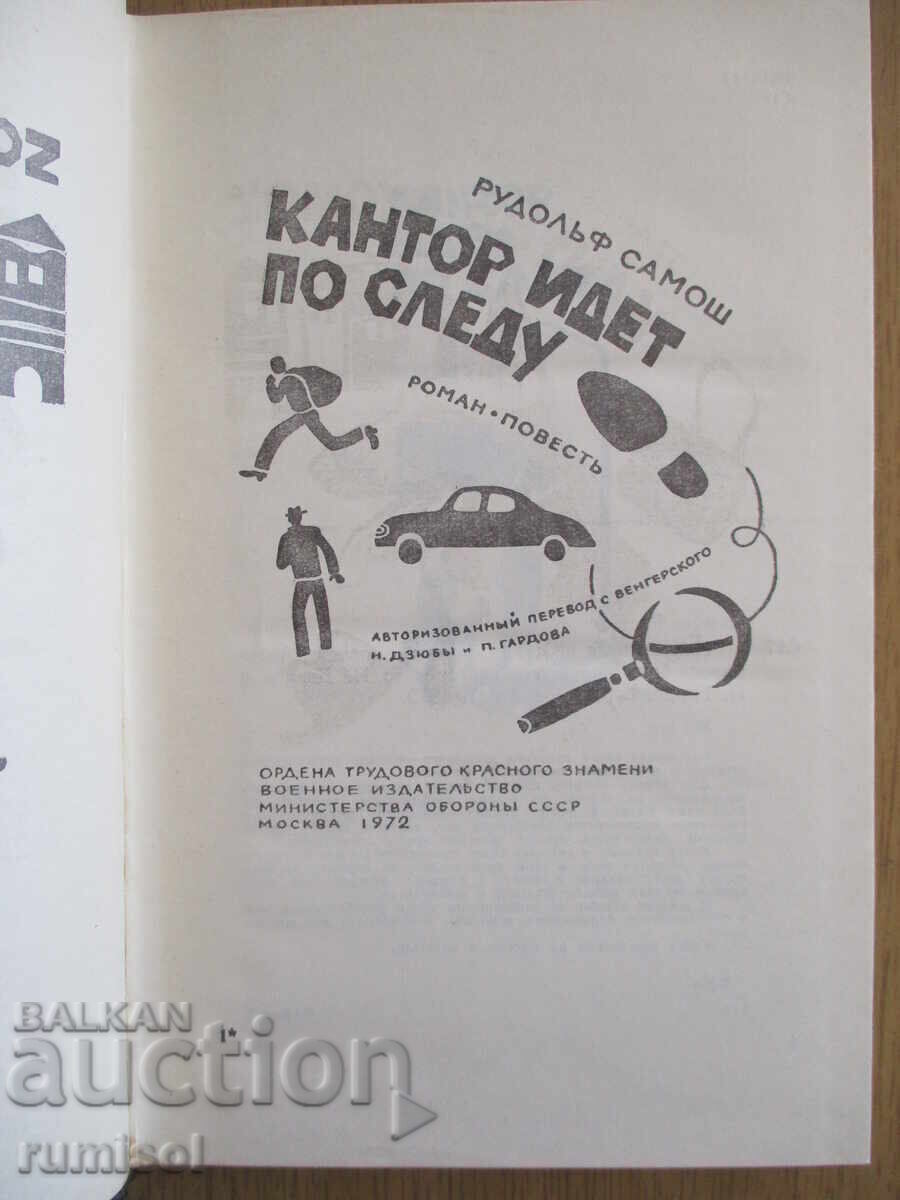 РУДОЛЬФ САМОШ
КАНТОР ИДЕТ
ПО СЛЕДУ
РОМАН • ПОВЕСТЬ
АВТОРИЗОВАННЫЙ ПЕРЕВОД С ВЕНГЕРСКОГО
И. ДЗЮБЫ И П. ГАРДОВА
ОРДЕНА ТРУДОВОГО КРАСНОГО ЗНАМЕНИ
ВОЕННОЕ ИЗДАТЕЛЬСТВО
МИНИСТЕРСТВА ОБОРОНЫ СССР
МОСКВА 1972
1*
BALKAN
auction
rumisol